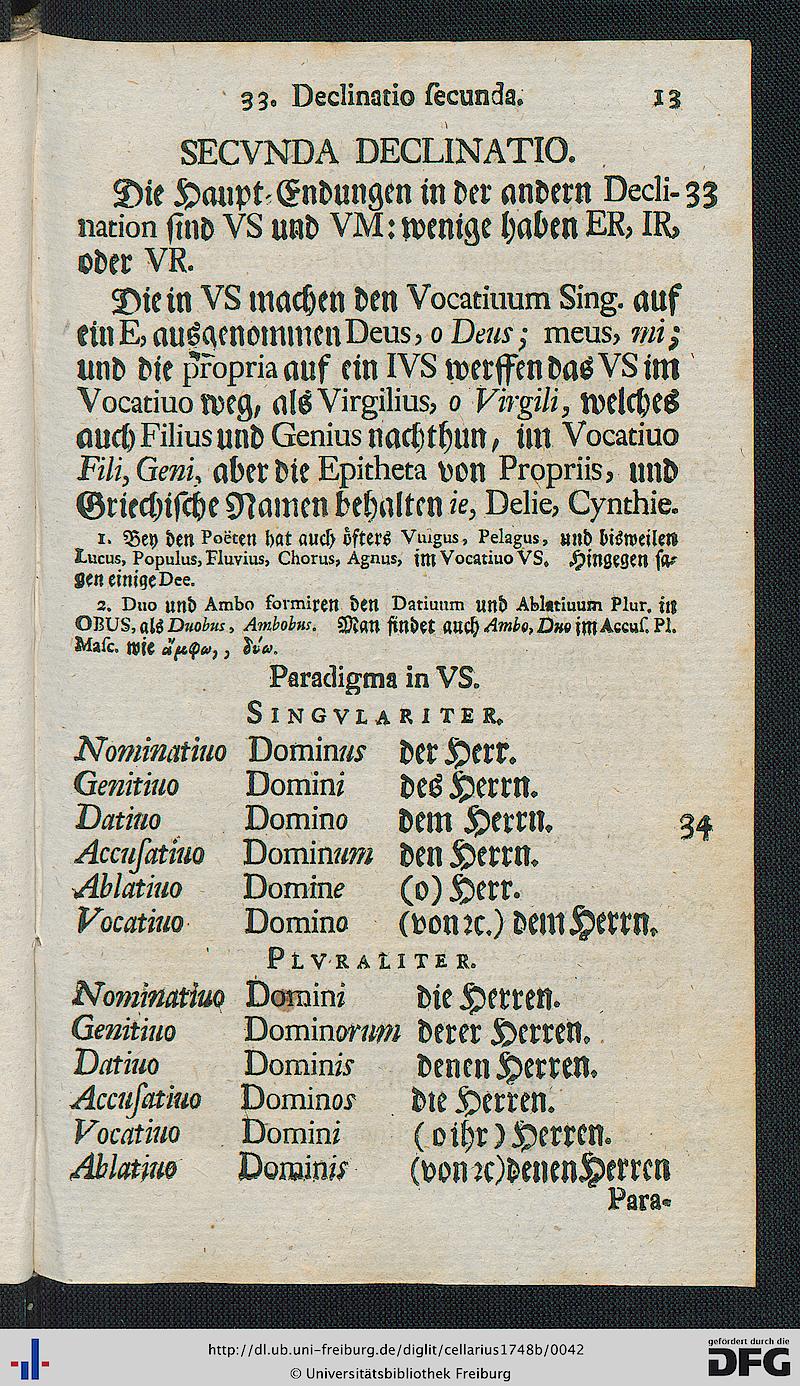 33. Declinatio ſecunda. 13
SECVNDA DECLINATIO.
Die Haupt-Endungen in der andern Decli- 33
nation ſind VS und VM: wenige haben ER, IR,
oder VR.
Die in VS machen den Vocatiuum Sing. auf
ein E, ausgenommen Deus, o Deus; meus, mi;
und die propria auf ein IVS werffen das VS im
Vocatiuo weg, als Virgilius, o Virgili, welches
auch Filius und Genius nachthun, im Vocatiuo
Fili, Geni, aber die Epitheta von Propriis, und
Griechiſche Namen behalten ie, Delie, Cynthie.
1. Bey den Poëten hat auch öfters Vulgus, Pelagus, und bisweilen
Lucus, Populus, Fluvius, Chorus, Agnus, im Vocatiuo VS. Hingegen ſa-
gen einige Dee.
2. Duo und Ambo formiren den Datiuum und Ablatiuum Plur. in
OBUS, als Duobus, Ambobus. Man findet auch Ambo, Duo im Accuſ. Pl.
Maſc. wie ἄμφω, , δύω.
Paradigma in VS.
SINGVLARITER.
Nominatiuo Dominus der Herr.
Genitiuo Domini des Herrn.
Datiuo Domino dem Herrn. 34
Accuſatiuo Dominum den Herrn.
Ablatiuo Domine (o) Herr.
Vocatiuo Domino (von ꝛc.) dem Herrn.
PLVRALITER.
Nominatiuo Domini die Herren.
Genitiuo Dominorum derer Herren.
Datiuo Dominis denen Herren.
Accuſatiuo Dominos die Herren.
Vocatiuo Domini (o ihr) Herren.
Ablatiuo Dominis (von ꝛc) denen Herren
Para-
http://dl.ub.uni-freiburg.de/diglit/cellarius1748b/0042
© Universitätsbibliothek Freiburg
gefördert durch die
DFG